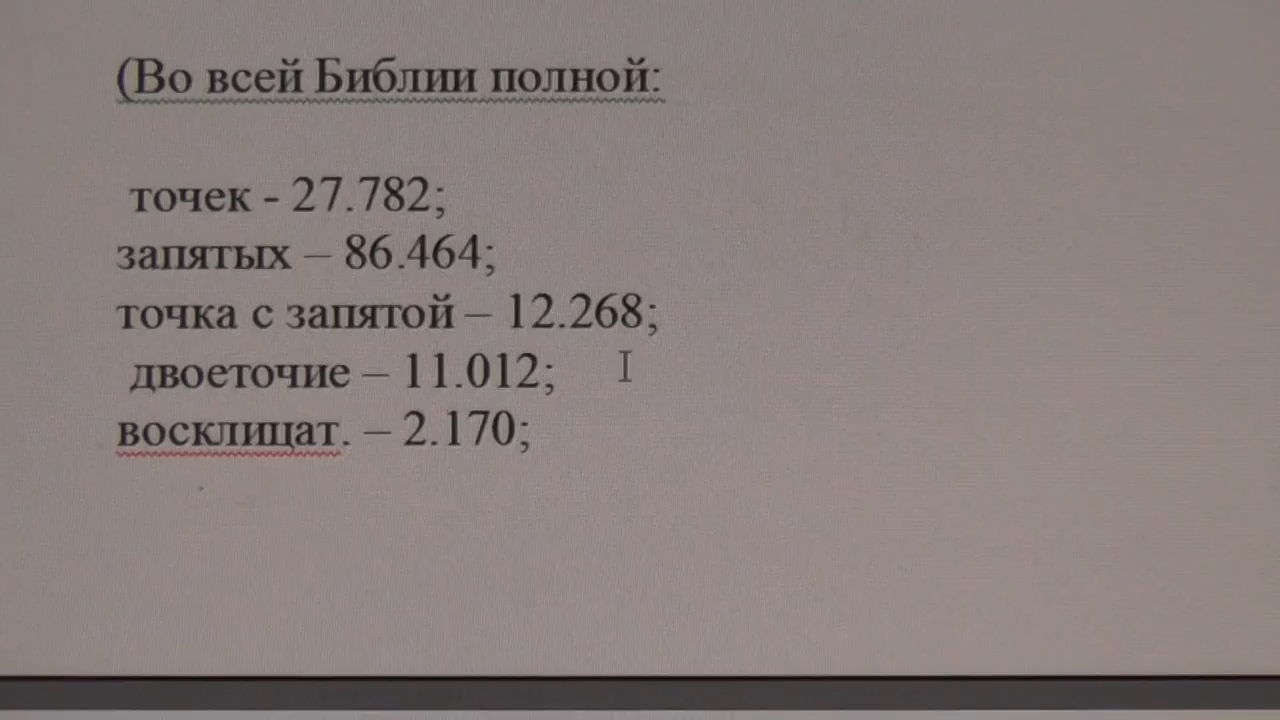 (Во всей Библии полной:
точек - 27.782;
запятых – 86.464;
точка с запятой – 12.268;
двоеточие – 11.012;
восклицат. – 2.170;